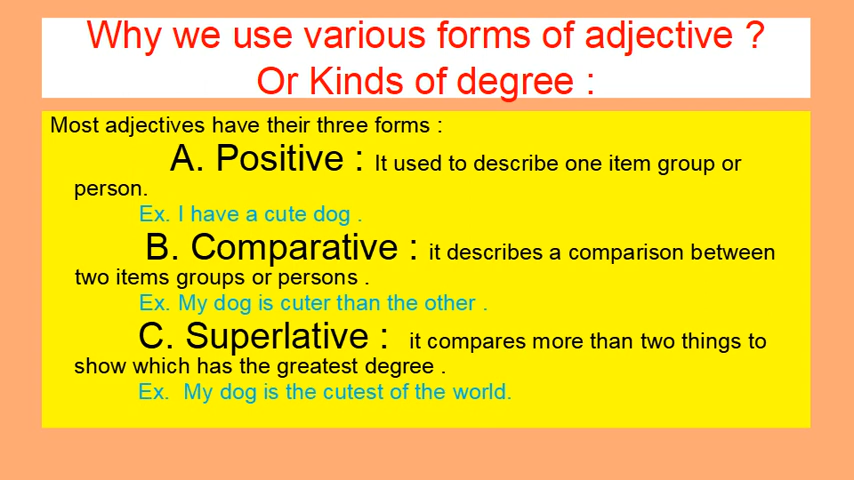 Why we use various forms of adjective ?
Or Kinds of degree :
Most adjectives have their three forms :
A. Positive : It used to describe one item group or
person.
Ex. I have a cute dog .
B. Comparative : it describes a comparison between
two items groups or persons .
Ex. My dog is cuter than the other .
C. Superlative : it compares more than two things to
show which has the greatest degree .
Ex. My dog is the cutest of the world.